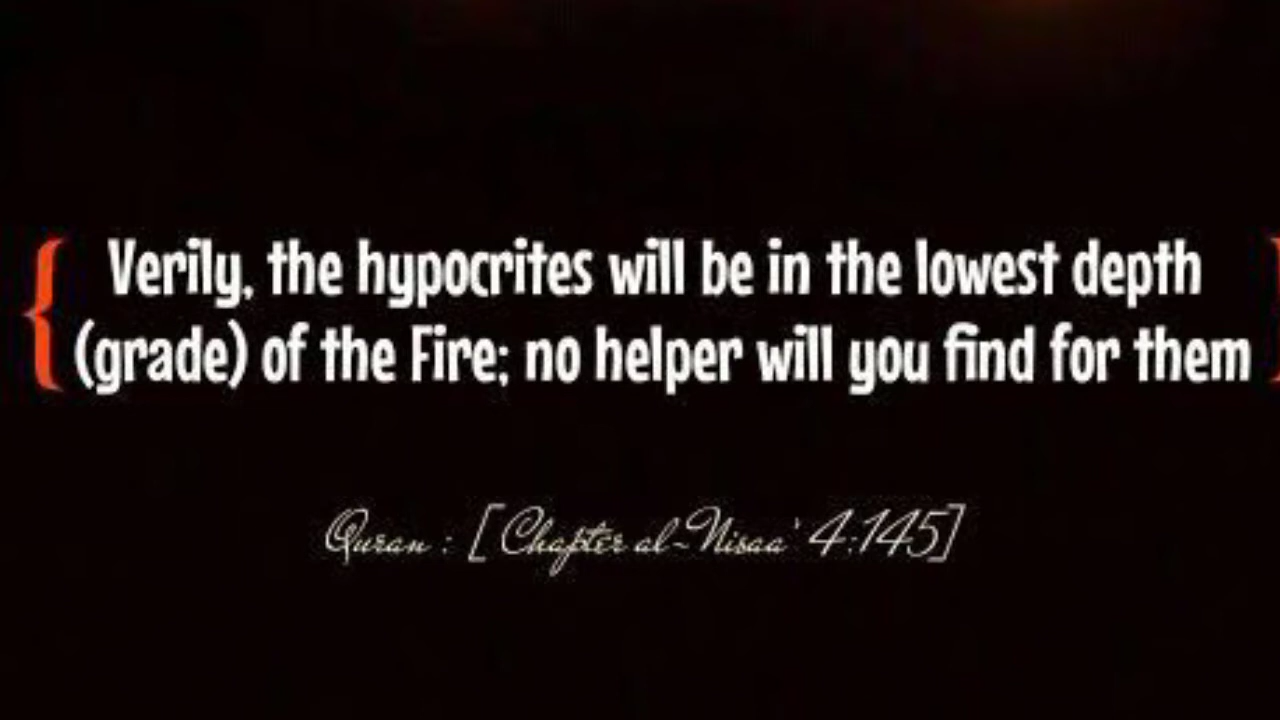 { Verily, the hypocrites will be in the lowest depth
(grade) of the Fire; no helper will you find for them }
Quran : [Chapter al-Nisaa' 4:145]